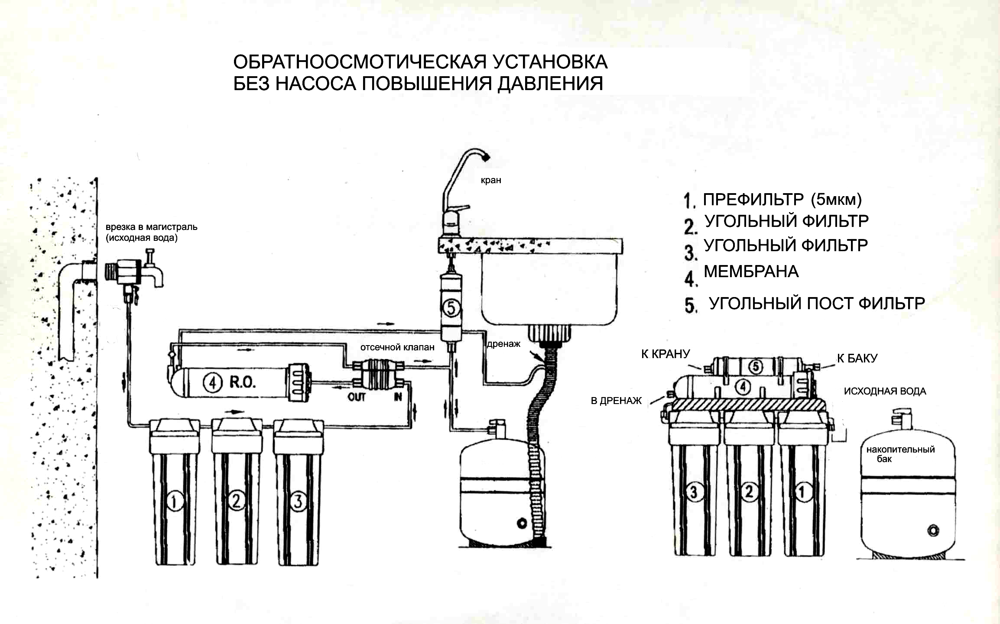 ОБРАТНООСМОТИЧЕСКАЯ УСТАНОВКА
БЕЗ НАСОСА ПОВЫШЕНИЯ ДАВЛЕНИЯ
кран
врезка в магистраль
(исходная вода)
1. ПРЕФИЛЬТР (5мкм)
2. УГОЛЬНЫЙ ФИЛЬТР
3. УГОЛЬНЫЙ ФИЛЬТР
4. МЕМБРАНА
5. УГОЛЬНЫЙ ПОСТ ФИЛЬТР
5
отсечной клапан
дренаж
4 R.O.
OUT
IN
1
2
3
К КРАНУ
К БАКУ
5
4
В ДРЕНАЖ
ИСХОДНАЯ ВОДА
накопительный
бак
3
2
1